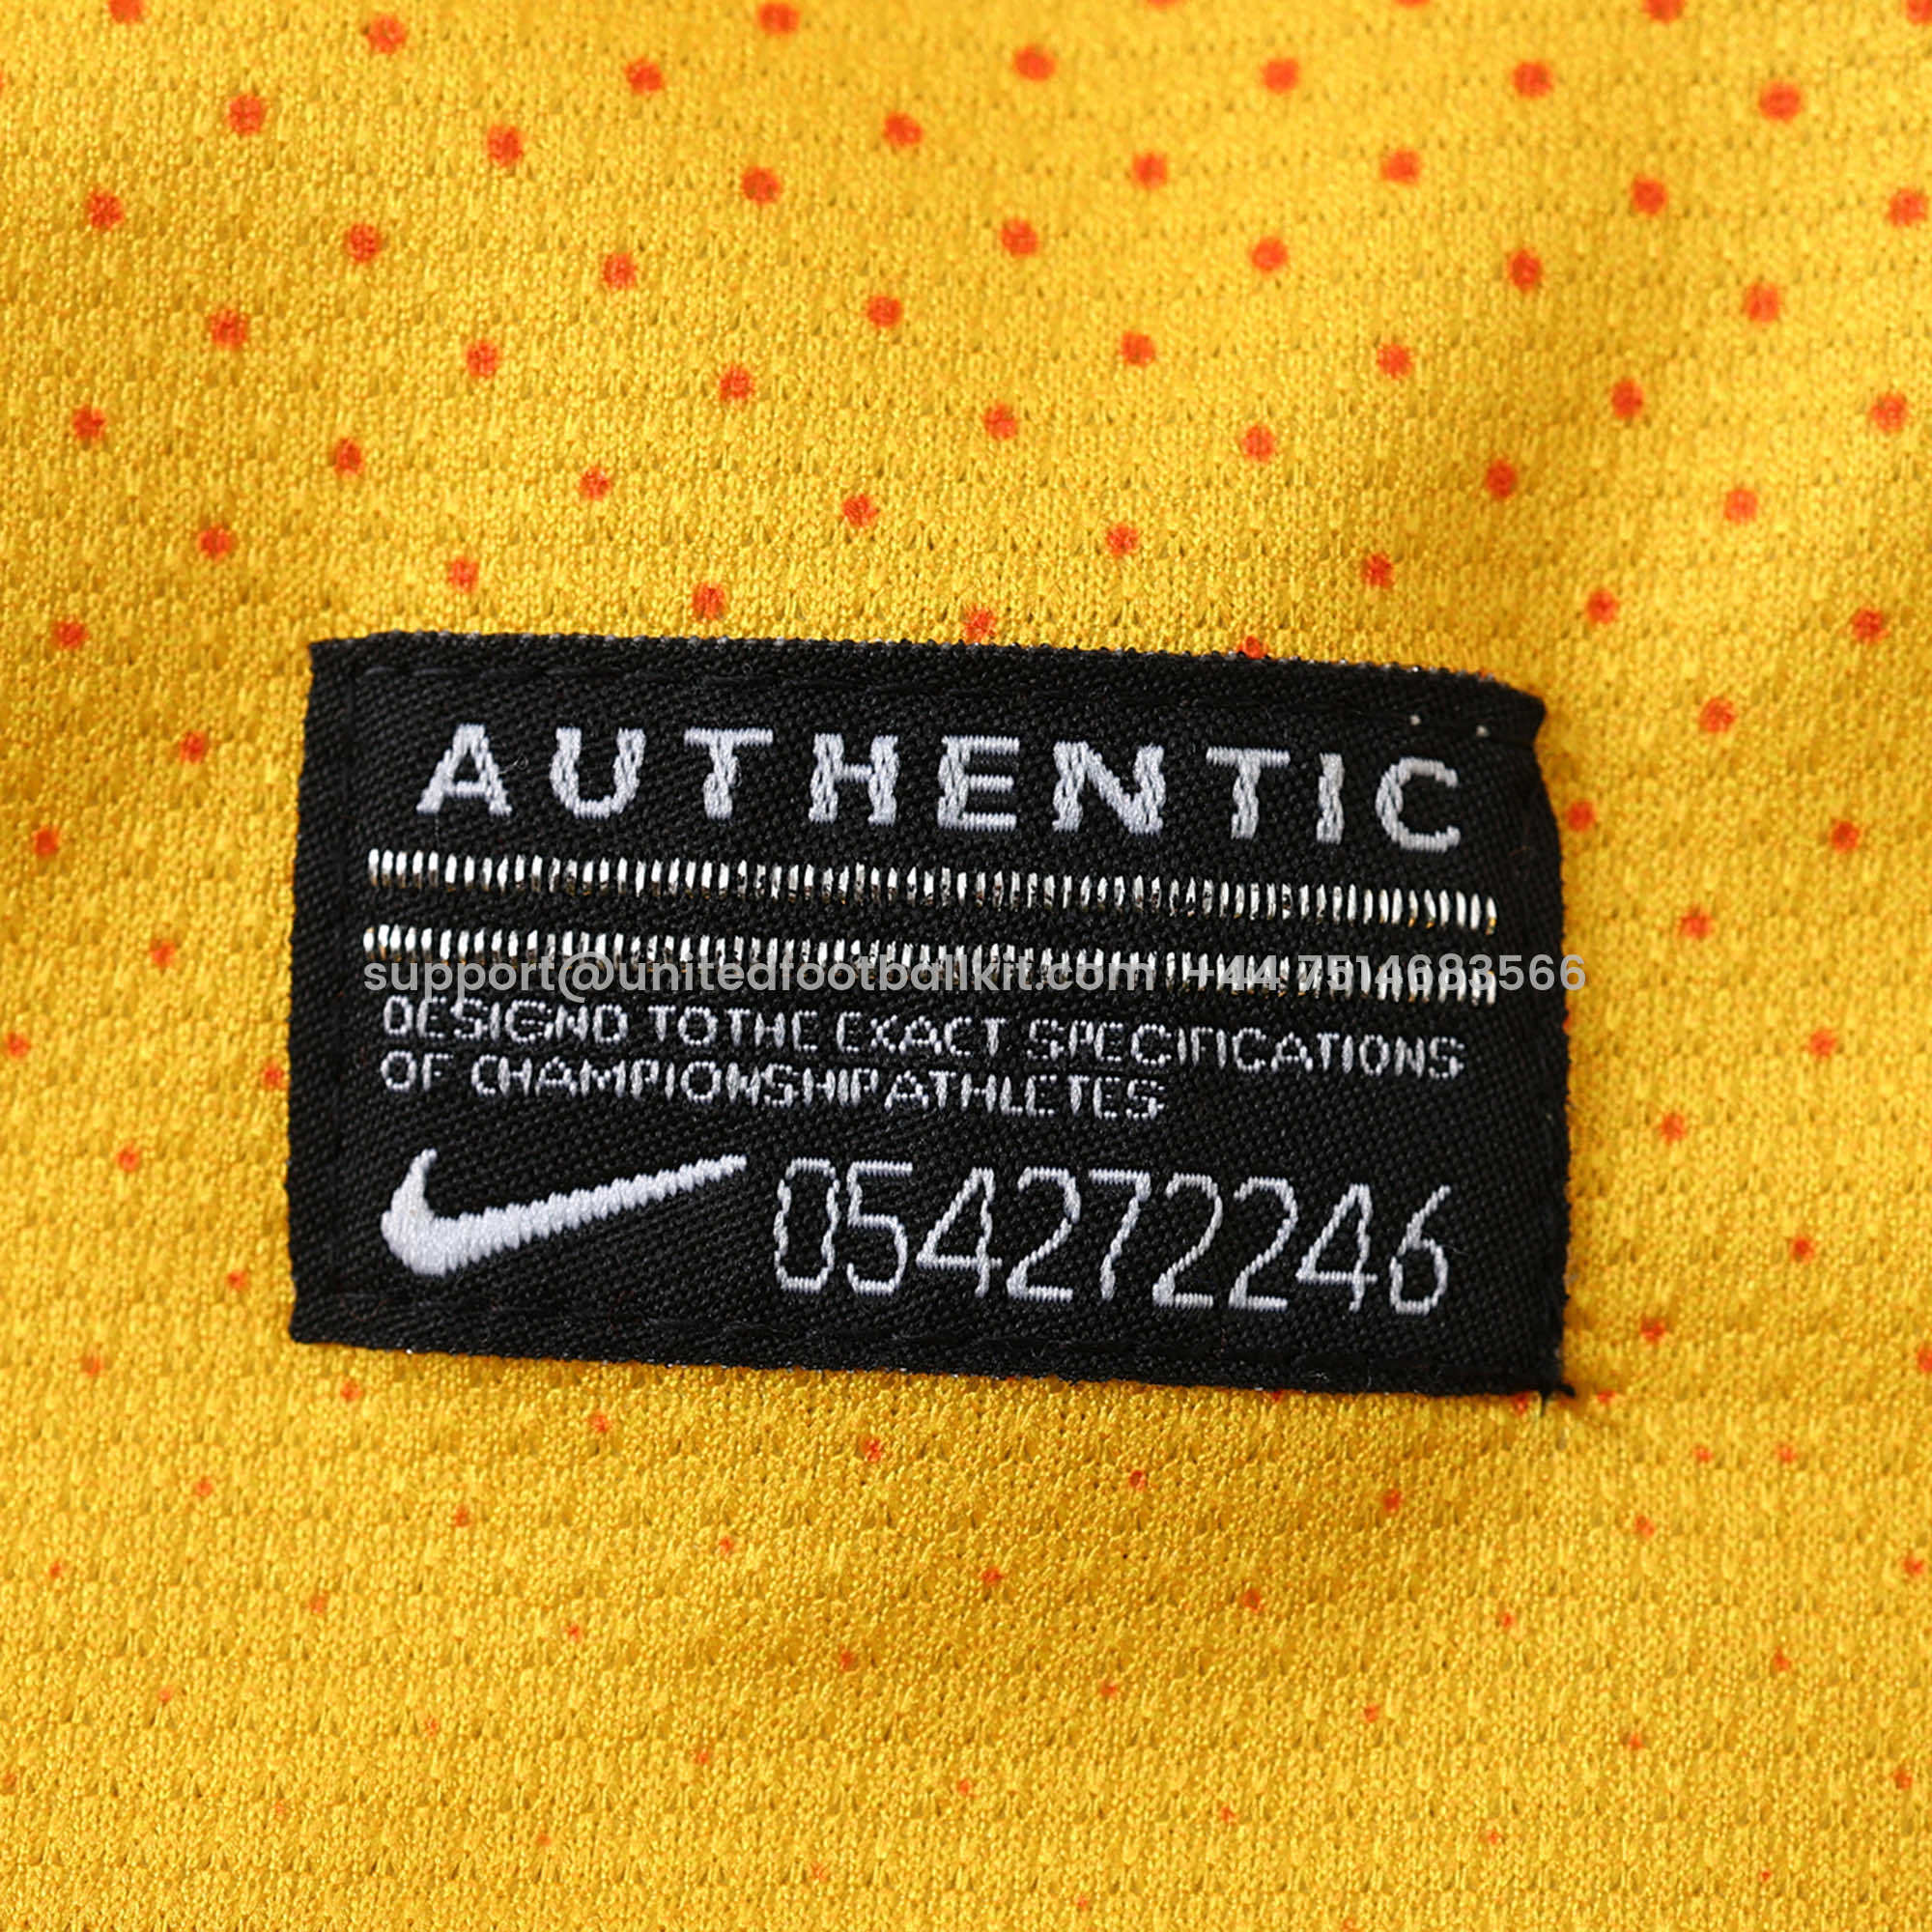 AUTHENTIC
support@unitedfootballkit.com +44 7514683566
DESIGND TO THE EXACT SPECIFICATIONS
OF CHAMPIONSHIP ATHLETES
054272246